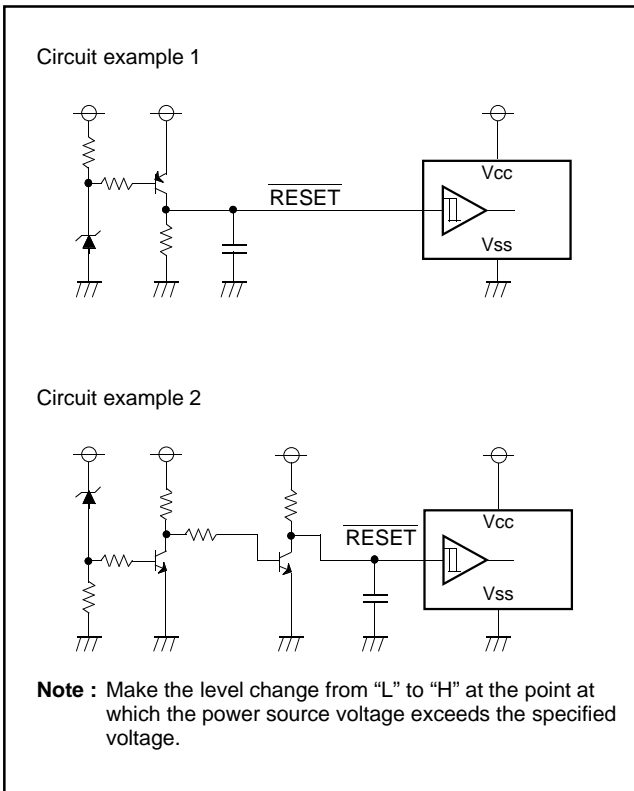 Circuit example 1
RESET
Vcc
Vss
Circuit example 2
RESET
Vcc
Vss
Note : Make the level change from “L” to “H” at the point at
which the power source voltage exceeds the specified
voltage.